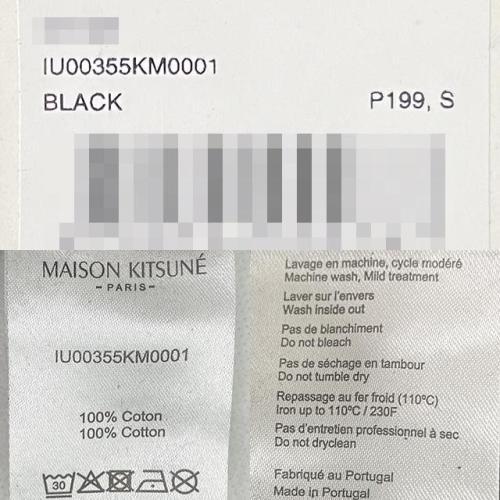 IU00355KM0001
BLACK
P199, S
MAISON KITSUNÉ
- PARIS -
IU00355KM0001
100% Coton
100% Cotton
30
Lavage en machine, cycle modéré
Machine wash, Mild treatment
Laver sur l'envers
Wash inside out
Pas de blanchiment
Do not bleach
Pas de séchage en tambour
Do not tumble dry
Repassage au fer froid (110ºC)
Iron up to 110ºC / 230F
Pas d'entretien professionnel à sec
Do not dryclean
Fabriqué au Portugal
Made in Portugal